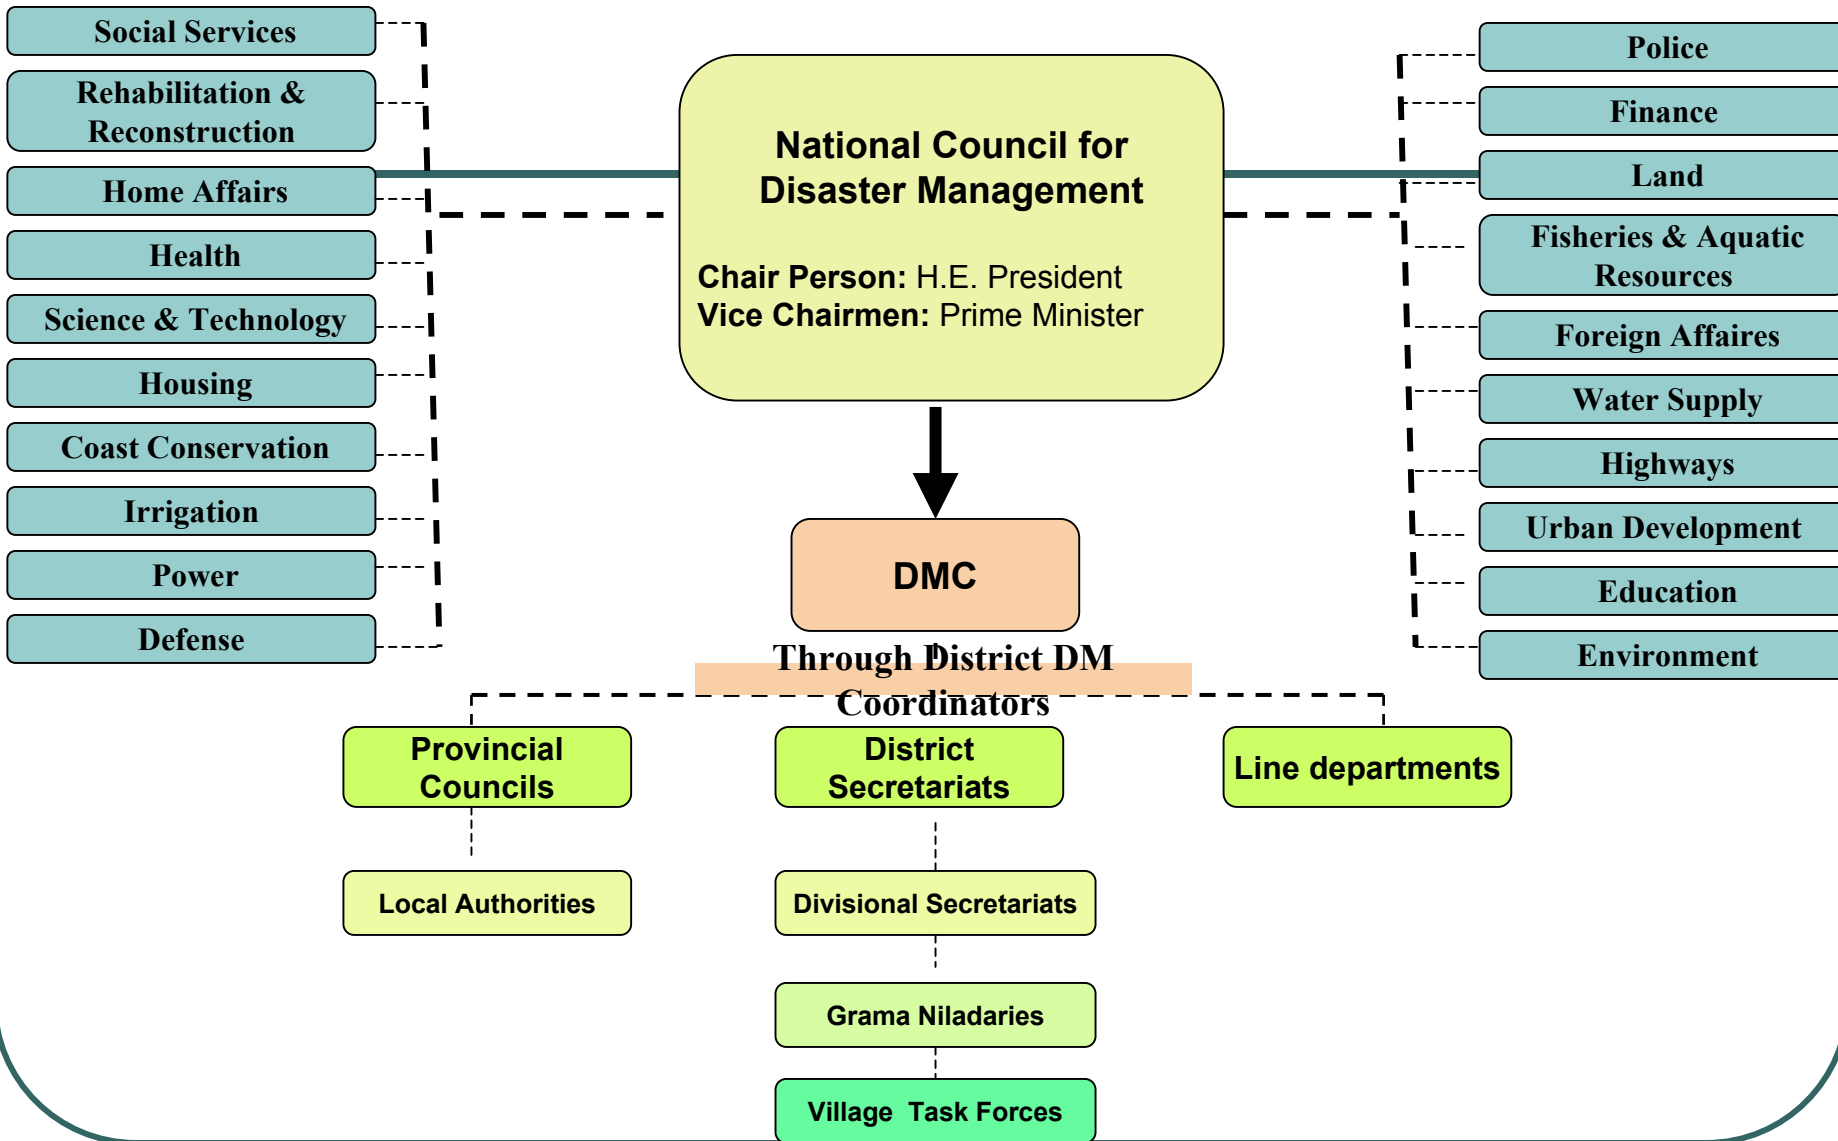 Social Services
Rehabilitation &
Reconstruction
Home Affairs
Health
Science & Technology
Housing
Coast Conservation
Irrigation
Power
Defense
National Council for
Disaster Management
Chair Person: H.E. President
Vice Chairmen: Prime Minister
Police
Finance
Land
Fisheries & Aquatic
Resources
Foreign Affaires
Water Supply
Highways
Urban Development
Education
Environment
DMC
Through District DM
Coordinators
Provincial
Councils
District
Secretariats
Line departments
Local Authorities
Divisional Secretariats
Grama Niladaries
Village Task Forces